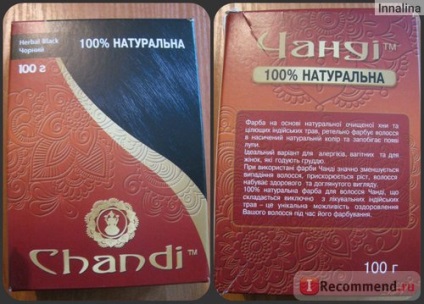 Innalina
Herbal Black
Чорний
100% НАТУРАЛЬНА
100 г
Chandi™
Чанді™
100% НАТУРАЛЬНА
Фарба на основі натуральної очищеної хни та
цілющих індійських трав, ретельно фарбує волосся
в насичений натуральний колір та запобігає появі
лупи.
Ідеальний варіант для алергіків, вагітних та для
жінок, які годують груддю.
При використанні фарби Чанді значно зменшується
випадіння волосся, прискорюється ріст, волосся
набуває здорового та доглянутого вигляду.
100% натуральна фарба для волосся Чанді, що
складається виключно з лікувальних індійських
трав – це унікальна можливість оздоровлення
Вашого волосся під час його фарбування.
100 г
iRecommend.ru